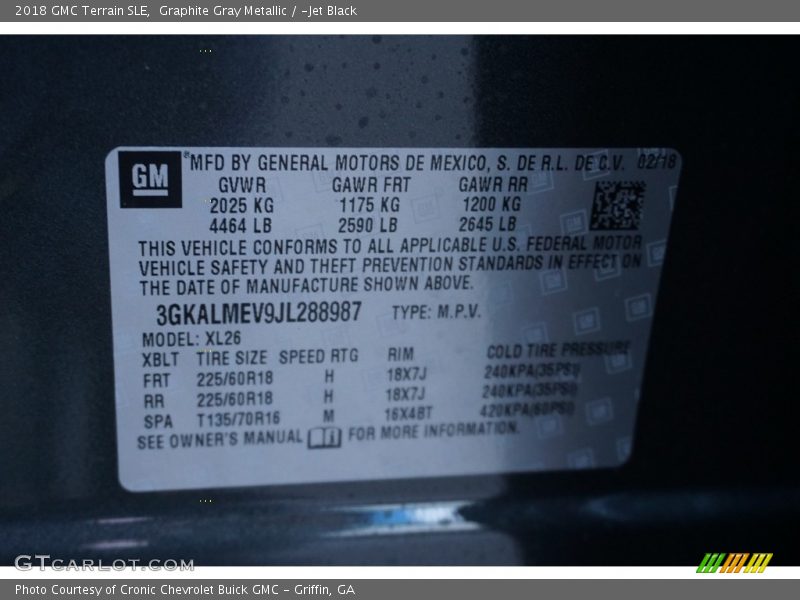 2018 GMC Terrain SLE,  Graphite Gray Metallic / -Jet Black
GM ® MFD BY GENERAL MOTORS DE MEXICO, S. DE R.L. DE C.V. 02/18
GVWR GAWR FRT GAWR RR
2025 KG 1175 KG 1200 KG
4464 LB 2590 LB 2645 LB
THIS VEHICLE CONFORMS TO ALL APPLICABLE U.S. FEDERAL MOTOR
VEHICLE SAFETY AND THEFT PREVENTION STANDARDS IN EFFECT ON
THE DATE OF MANUFACTURE SHOWN ABOVE.
3GKALMEV9JL288987 TYPE: M.P.V.
MODEL: XL26
XBLT TIRE SIZE SPEED RTG RIM COLD TIRE PRESSURE
FRT 225/60R18 H 18X7J 240KPA(35PSI)
RR 225/60R18 H 18X7J 240KPA(35PSI)
SPA T135/70R16 M 16X4BT 420KPA(60PSI)
SEE OWNER'S MANUAL FOR MORE INFORMATION.
GTcarlot.com
Photo Courtesy of Cronic Chevrolet Buick GMC - Griffin, GA